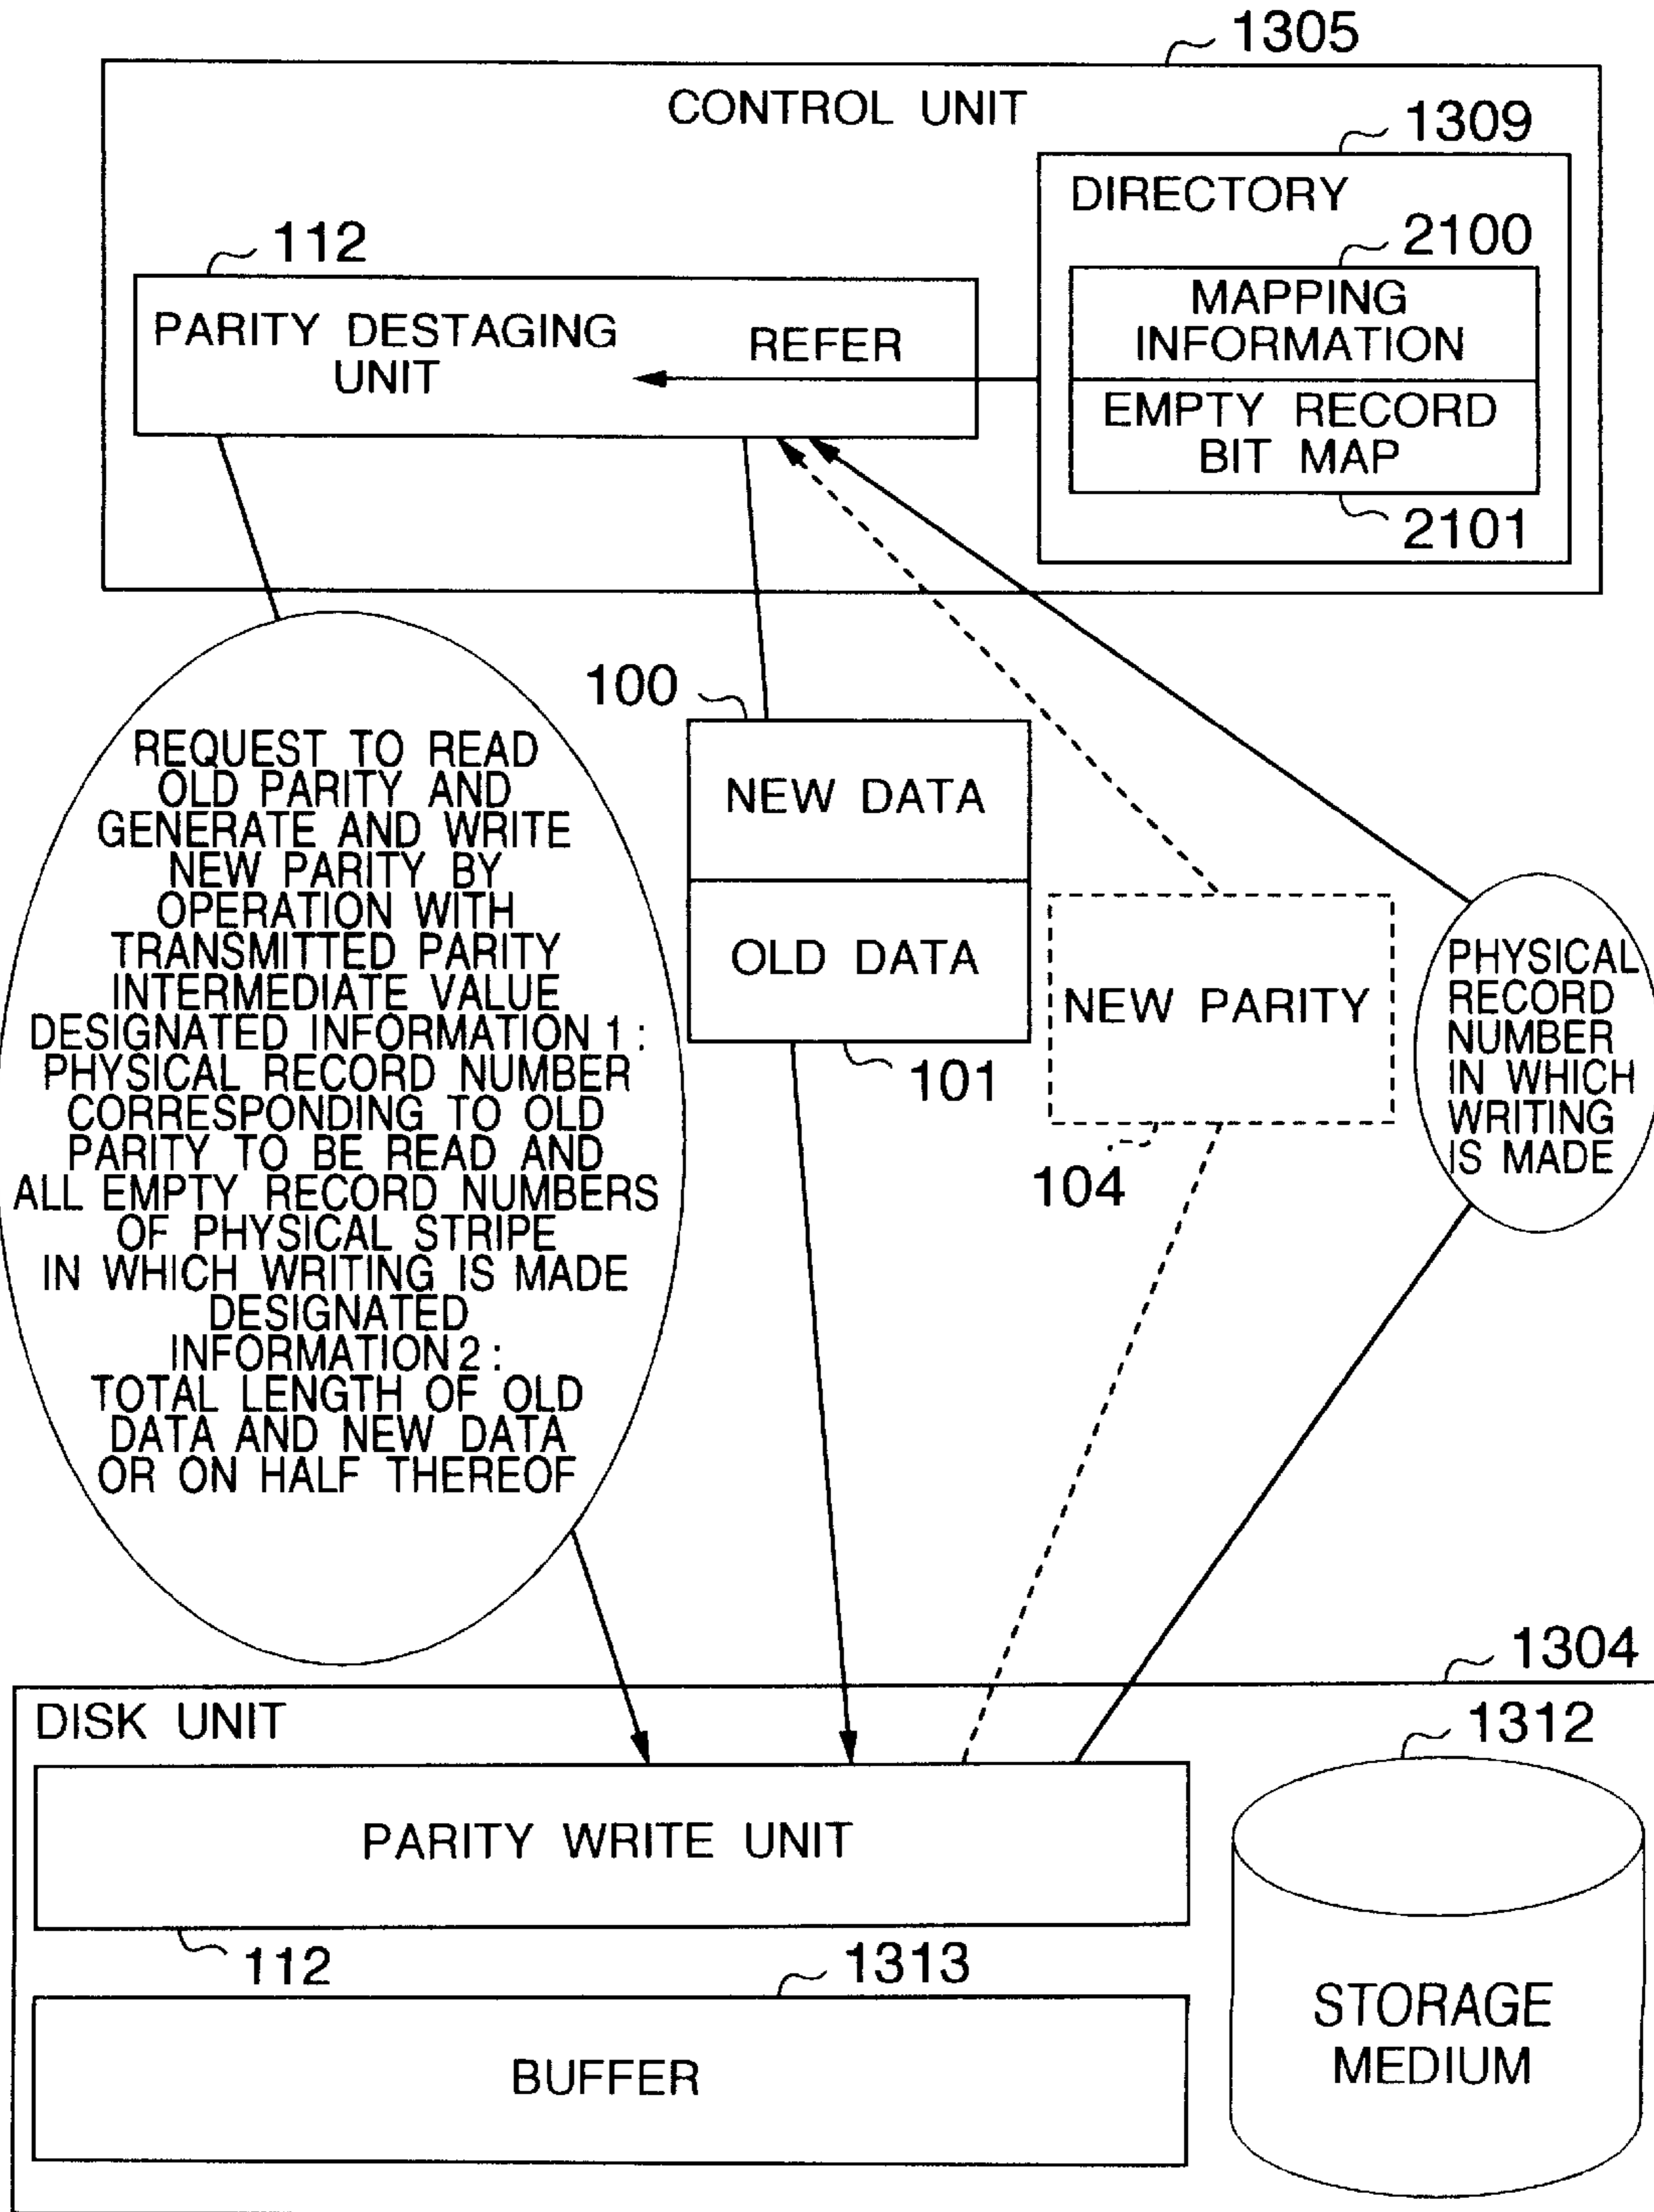 1305
CONTROL UNIT
1309
DIRECTORY
112
2100
MAPPING
INFORMATION
PARITY DESTAGING
UNIT
REFER
EMPTY RECORD
BIT MAP
2101
100
REQUEST TO READ
OLD PARITY AND
GENERATE AND WRITE
NEW PARITY BY
OPERATION WITH
TRANSMITTED PARITY
INTERMEDIATE VALUE
DESIGNATED INFORMATION 1:
PHYSICAL RECORD NUMBER
CORRESPONDING TO OLD
PARITY TO BE READ AND
ALL EMPTY RECORD NUMBERS
OF PHYSICAL STRIPE
IN WHICH WRITING IS MADE
DESIGNATED
INFORMATION 2:
TOTAL LENGTH OF OLD
DATA AND NEW DATA
OR ON HALF THEREOF
NEW DATA
OLD DATA
101
NEW PARITY
104
PHYSICAL
RECORD
NUMBER
IN WHICH
WRITING
IS MADE
1304
DISK UNIT
1312
PARITY WRITE UNIT
112
1313
BUFFER
STORAGE
MEDIUM